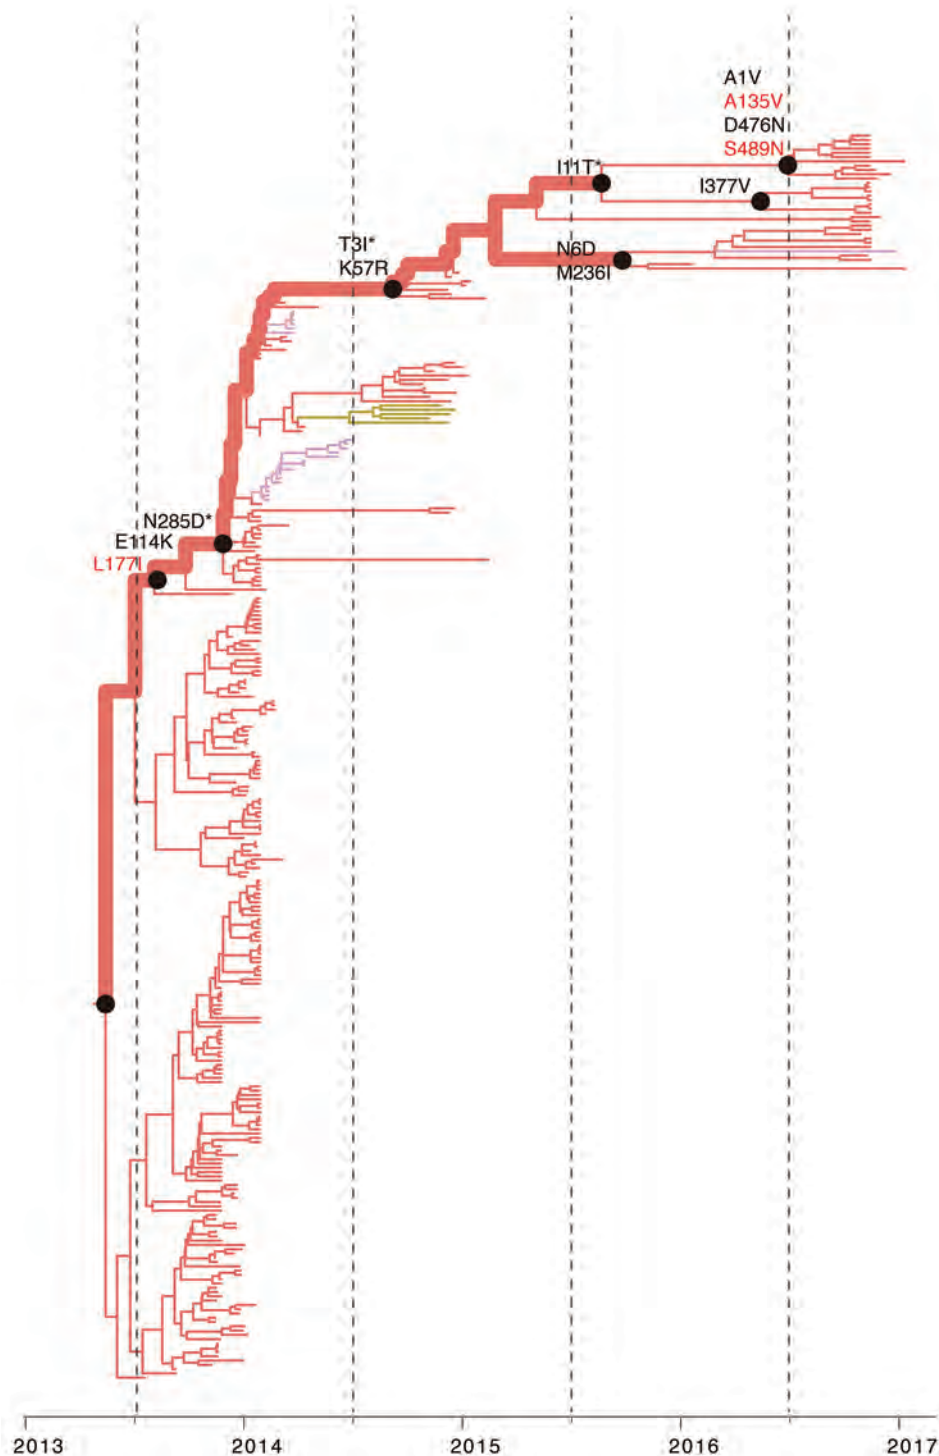 A1V
A135V
D476N
S489N
I11T*
I377V
T3I*
K57R
N6D
M236I
N285D*
E114K
L177I
2013 2014 2015 2016 2017